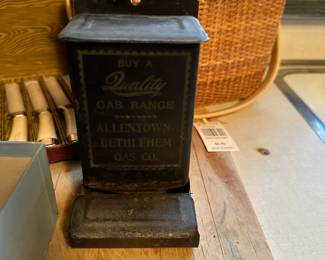 BUY A
Quality
GAS RANGE
ALLENTOWN-
BETHLEHEM
GAS CO.